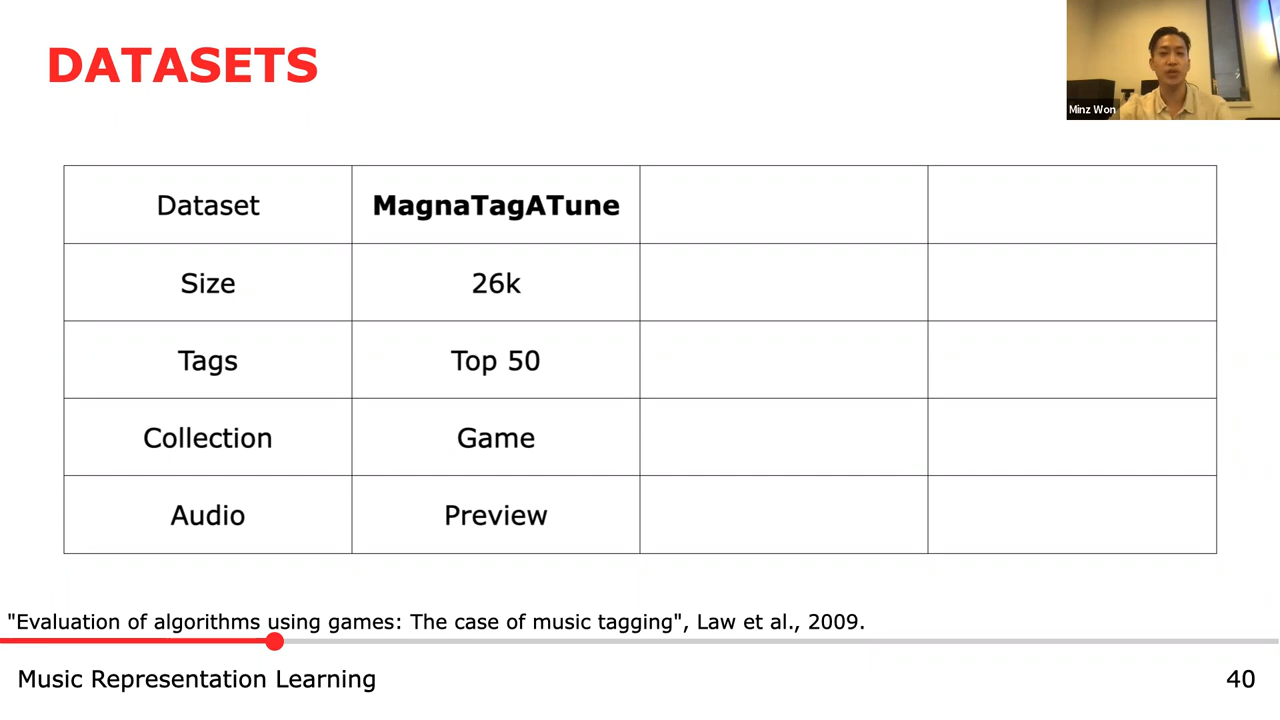 DATASETS
Minz Won
Dataset MagnaTagATune
Size 26k
Tags Top 50
Collection Game
Audio Preview
"Evaluation of algorithms using games: The case of music tagging", Law et al., 2009.
Music Representation Learning 40